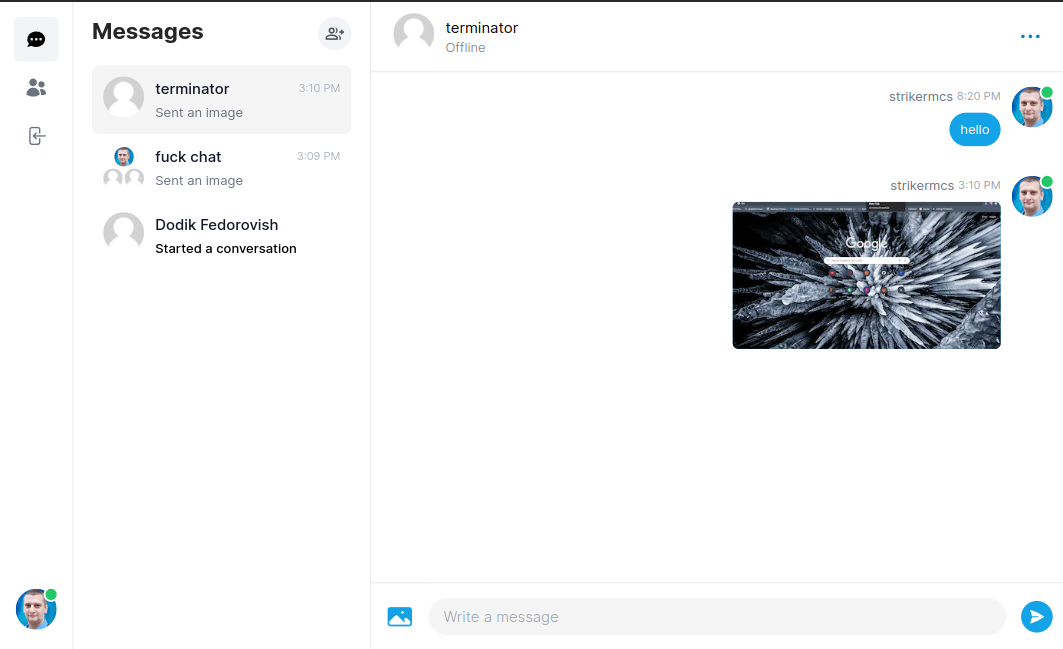 Messages
terminator
3:10 PM
Sent an image
fuck chat
3:09 PM
Sent an image
Dodik Fedorovish
Started a conversation
terminator
Offline
strikermcs 8:20 PM
hello
strikermcs 3:10 PM
Google
Write a message